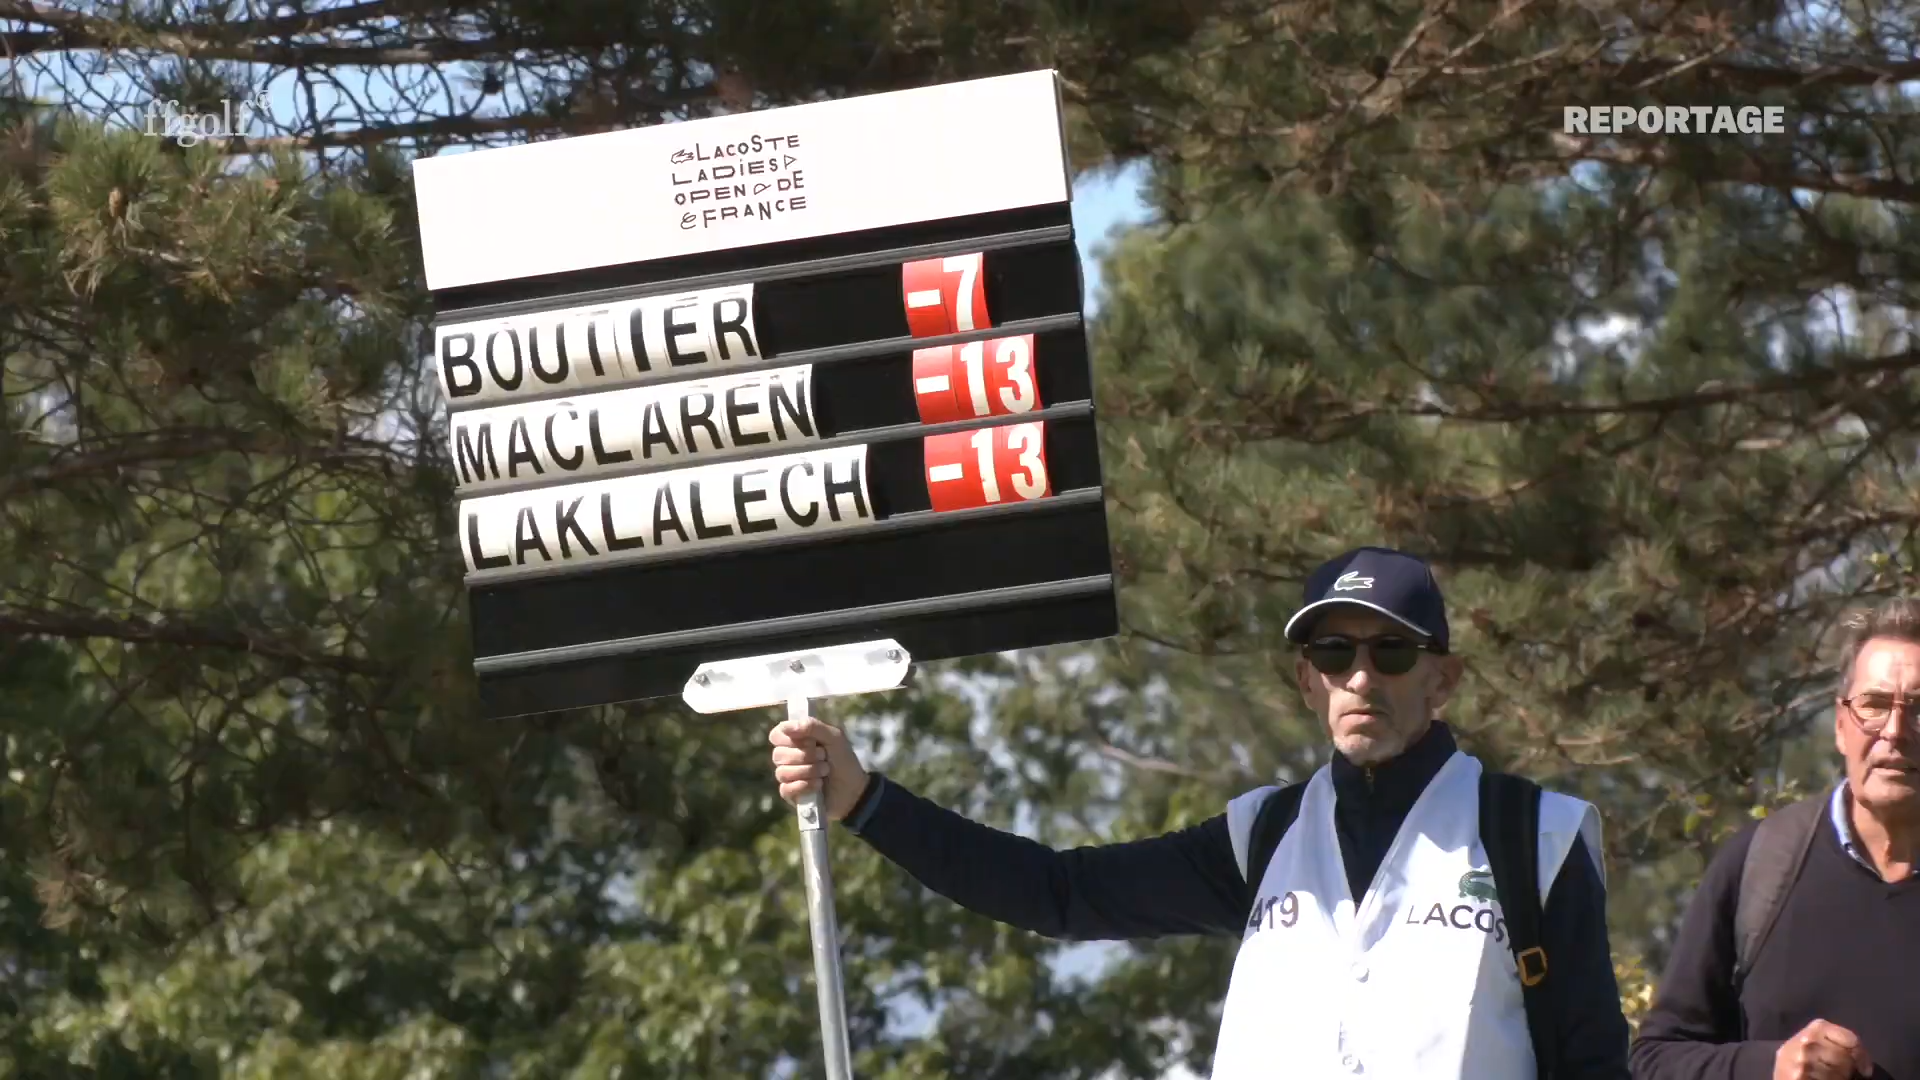 ffgolf
REPORTAGE
LACOSTE
LADIES
OPEN DE
FRANCE
BOUTIER -7
MACLAREN -13
LAKLALECH -13
419
LACOS